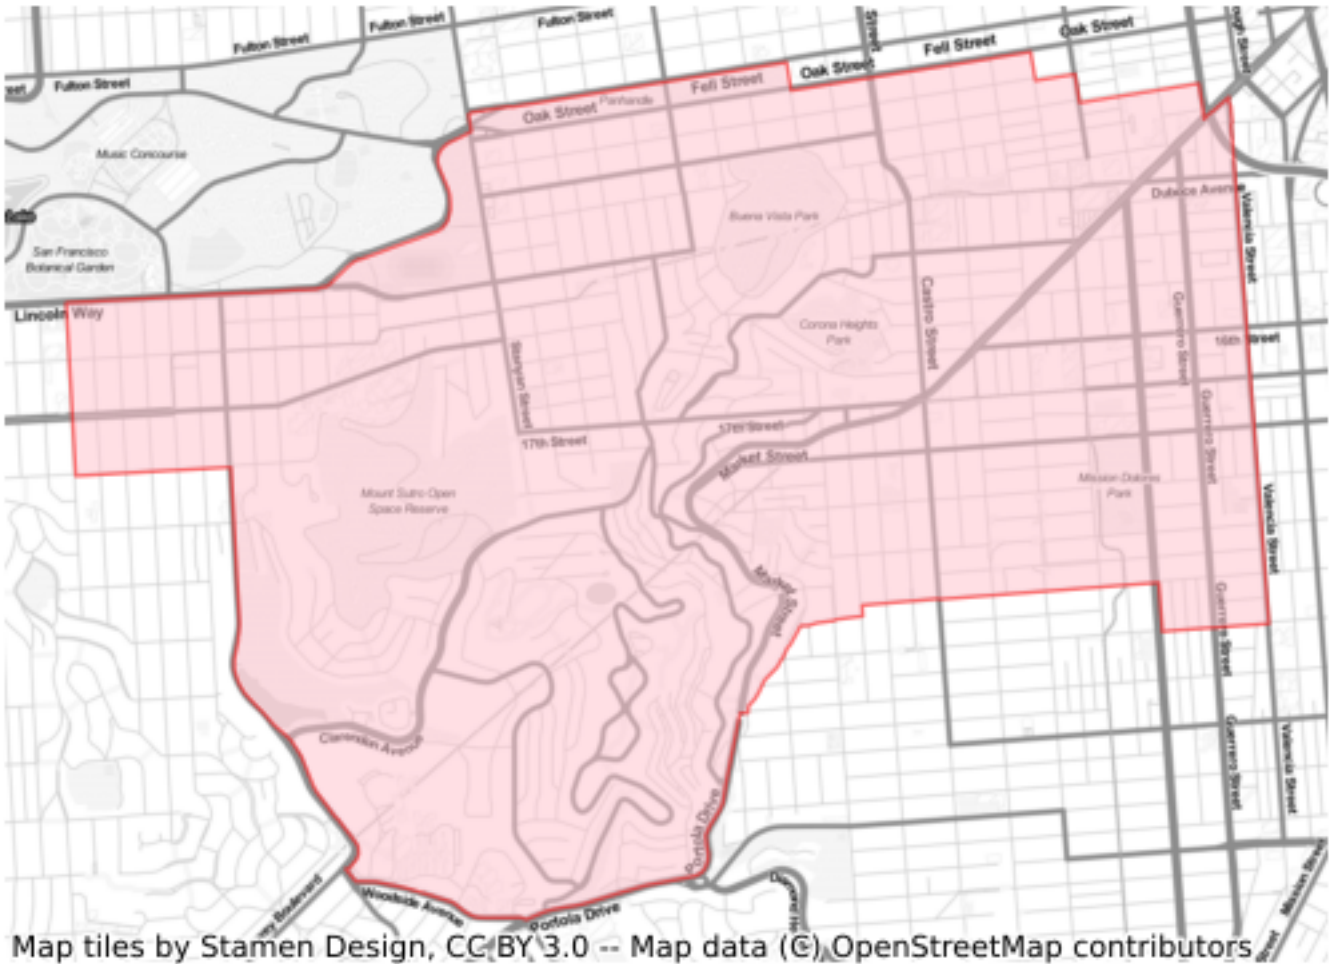 Fulton Street
Fulton Street
Fulton Street
Street
Fell Street
Oak Street
Oak Street
Fell Street
Panhandle
Oak Street
Fulton Street
Music Concourse
Buena Vista Park
Duboce Avenue
Valencia Street
San Francisco
Botanical Garden
Lincoln Way
Corona Heights
Park
Castro Street
Guerrero Street
16th Street
Stanyan Street
17th Street
17th Street
Market Street
Guerrero Street
Mission Dolores
Park
Mount Sutro Open
Space Reserve
Valencia Street
Market Street
Guerrero Street
Clarendon Avenue
Guerrero Street
Valencia Street
Portola Drive
Woodside Avenue
Portola Drive
Mission Street
Map tiles by Stamen Design, CC BY 3.0 -- Map data (C) OpenStreetMap contributors